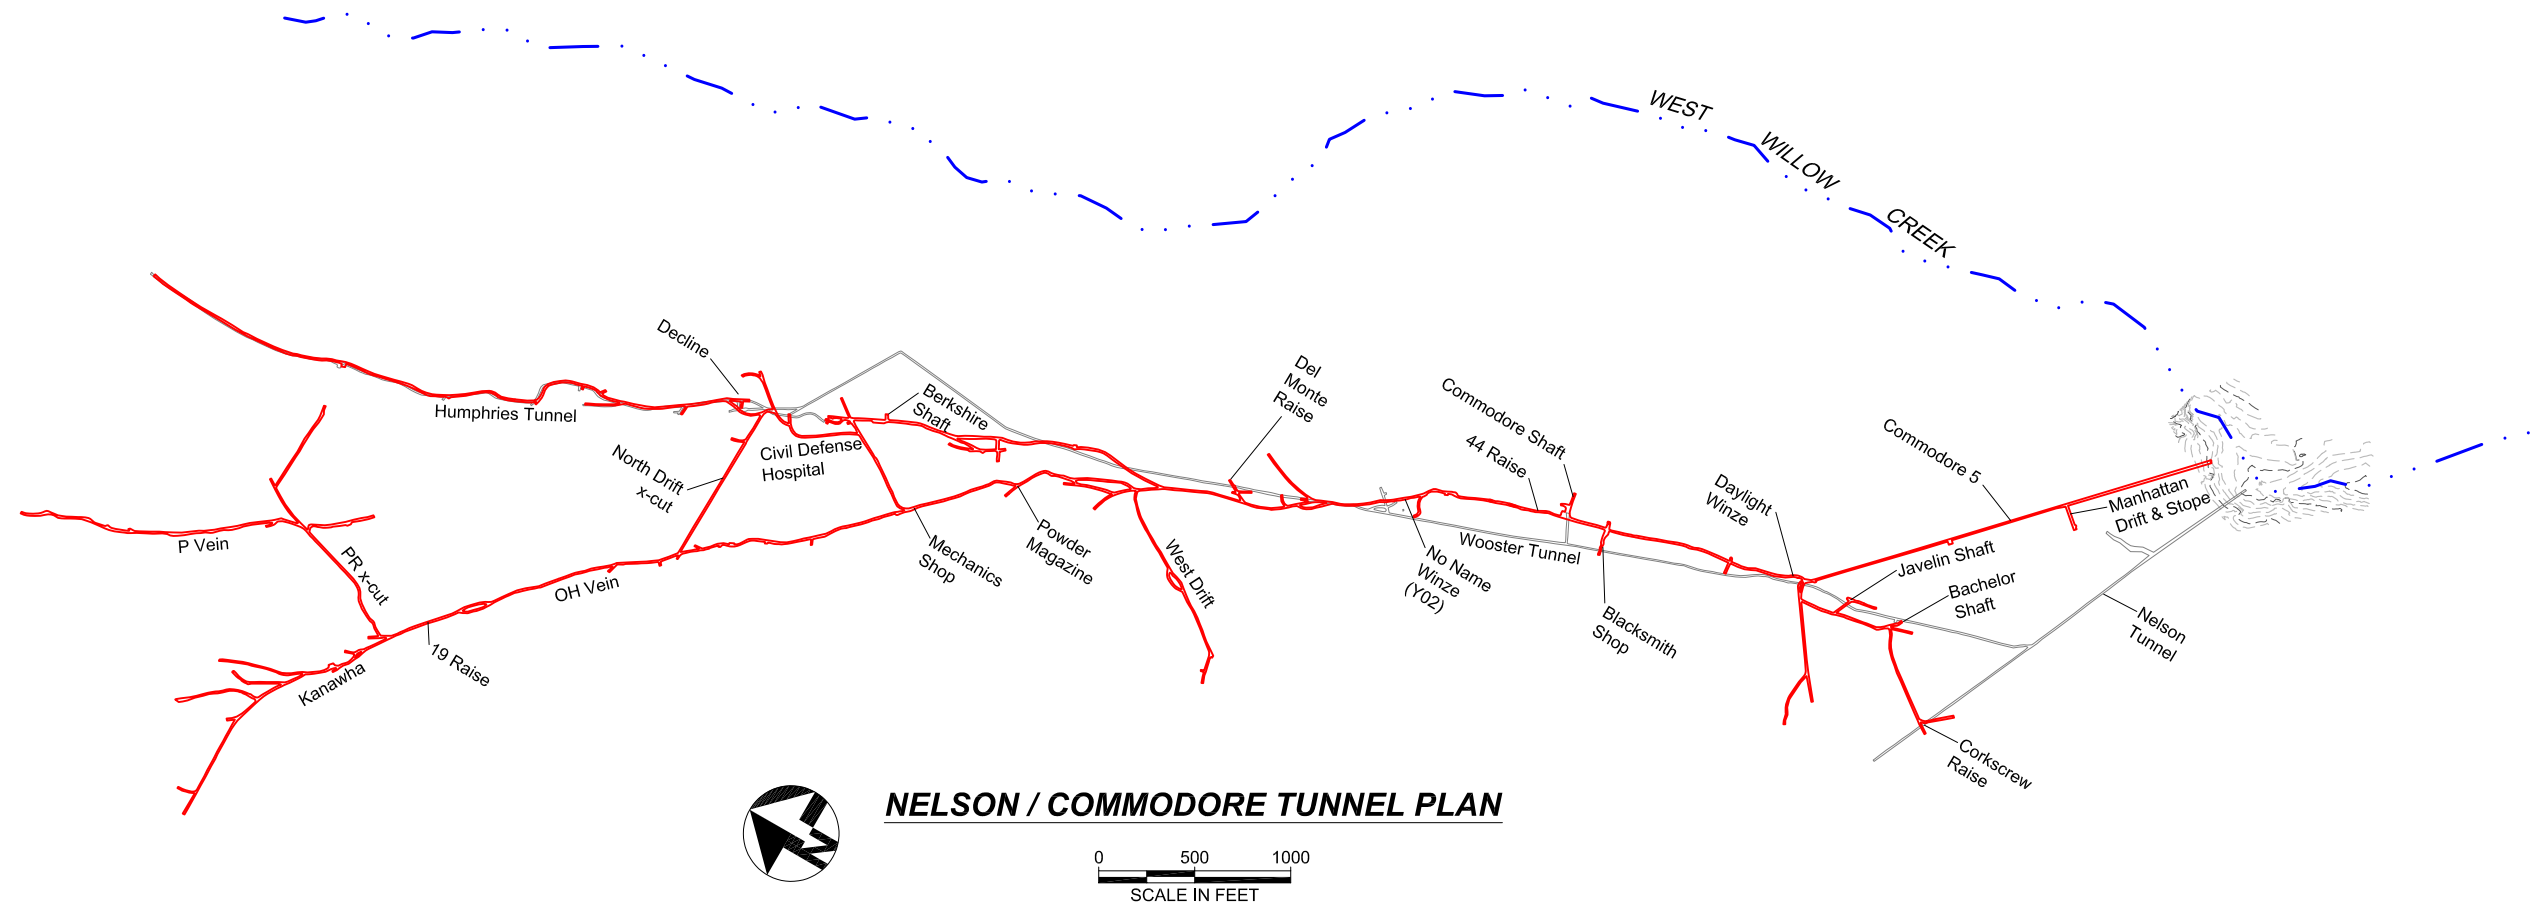 WEST
WILLOW
CREEK
Decline
Humphries Tunnel
Berkshire
Shaft
Civil Defense
Hospital
North Drift
x-cut
Del
Monte
Raise
Commodore Shaft
44 Raise
Daylight
Winze
Commodore 5
Manhattan
Drift & Stope
P Vein
PR x-cut
OH Vein
Mechanics
Shop
Powder
Magazine
West Drift
No Name
Winze
(Y02)
Wooster Tunnel
Blacksmith
Shop
Javelin Shaft
Bachelor
Shaft
Nelson
Tunnel
Corkscrew
Raise
19 Raise
Kanawha
N
NELSON / COMMODORE TUNNEL PLAN
0 500 1000
SCALE IN FEET